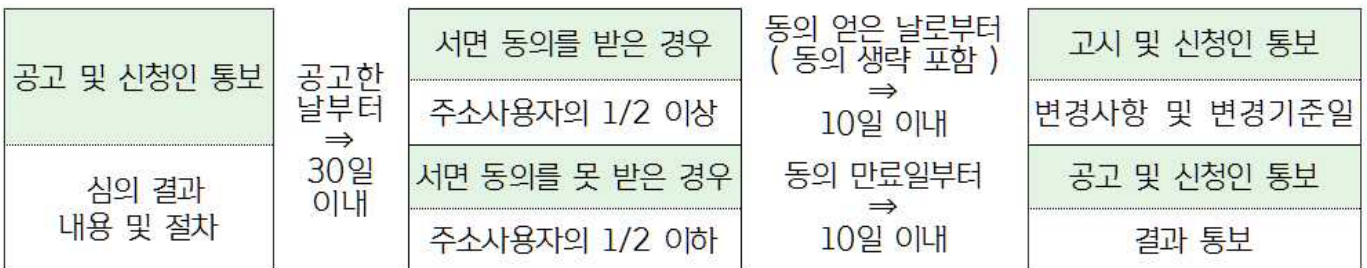 공고 및 신청인 통보
심의 결과
내용 및 절차
공고한
날부터
⇒
30일
이내
서면 동의를 받은 경우
주소사용자의 1/2 이상
서면 동의를 못 받은 경우
주소사용자의 1/2 이하
동의 얻은 날로부터
( 동의 생략 포함 )
⇒
10일 이내
동의 만료일부터
⇒
10일 이내
고시 및 신청인 통보
변경사항 및 변경기준일
공고 및 신청인 통보
결과 통보